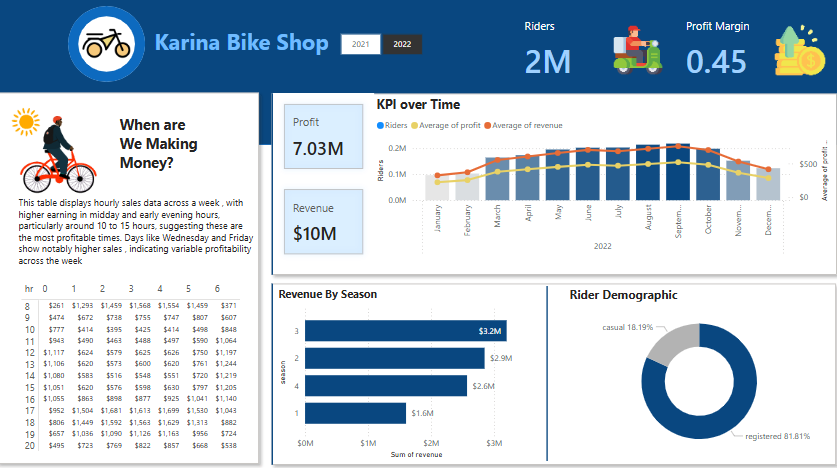 Karina Bike Shop
2021
2022
Riders
2M
Profit Margin
0.45
When are
We Making
Money?
This table displays hourly sales data across a week , with
higher earning in midday and early evening hours,
particularly around 10 to 15 hours, suggesting these are
the most profitable times. Days like Wednesday and Friday
show notably higher sales , indicating variable profitability
across the week
hr 0 1 2 3 4 5 6
8 $261 $1,293 $1,459 $1,568 $1,554 $1,459 $371
9 $474 $672 $738 $755 $747 $807 $607
10 $777 $414 $395 $425 $414 $498 $848
11 $943 $490 $463 $488 $497 $590 $1,064
12 $1,117 $624 $579 $625 $626 $750 $1,197
13 $1,106 $620 $573 $600 $620 $761 $1,244
14 $1,080 $583 $516 $548 $551 $720 $1,219
15 $1,051 $620 $576 $598 $630 $797 $1,205
16 $1,055 $863 $898 $877 $925 $1,041 $1,140
17 $952 $1,504 $1,681 $1,613 $1,699 $1,530 $1,043
18 $806 $1,449 $1,592 $1,563 $1,629 $1,313 $882
19 $657 $1,036 $1,090 $1,126 $1,163 $956 $724
20 $495 $723 $769 $822 $857 $668 $538
Profit
7.03M
Revenue
$10M
KPI over Time
Riders Average of profit Average of revenue
Riders
0.2M
0.1M
0.0M
$500
$0
Average of profit...
January
February
March
April
May
June
July
August
Septem...
October
Novem...
Decem...
2022
Revenue By Season
season
3 $3.2M
2 $2.9M
4 $2.6M
1 $1.6M
$0M $1M $2M $3M
Sum of revenue
Rider Demographic
casual 18.19%
registered 81.81%